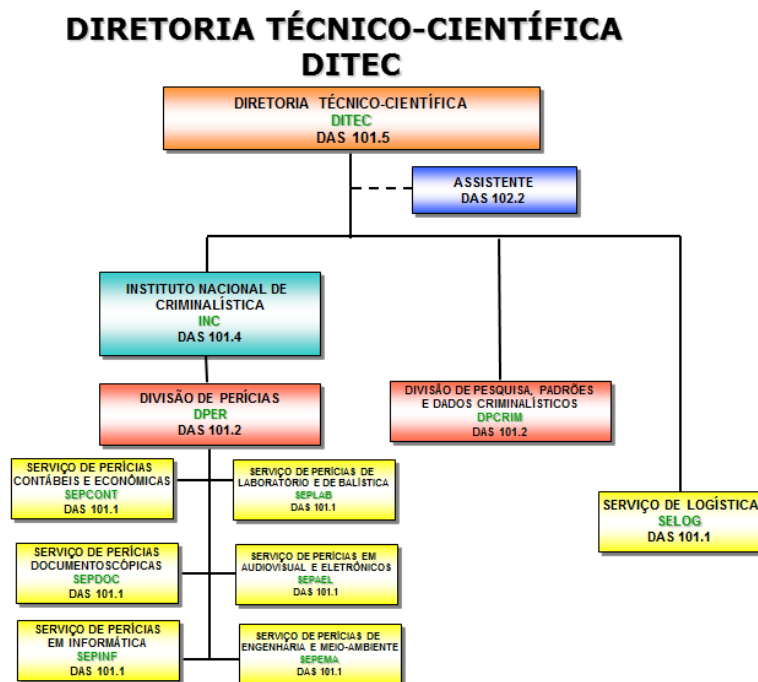 DIRETORIA TÉCNICO-CIENTÍFICA
DITEC
DIRETORIA TÉCNICO-CIENTÍFICA
DITEC
DAS 101.5
ASSISTENTE
DAS 102.2
INSTITUTO NACIONAL DE
CRIMINALÍSTICA
INC
DAS 101.4
DIVISÃO DE PERÍCIAS
DPER
DAS 101.2
DIVISÃO DE PESQUISA, PADRÕES
E DADOS CRIMINALÍSTICOS
DPCRIM
DAS 101.2
SERVIÇO DE PERÍCIAS
CONTÁBEIS E ECONÔMICAS
SEPCONT
DAS 101.1
SERVIÇO DE PERÍCIAS DE
LABORATÓRIO E DE BALÍSTICA
SEPLAB
DAS 101.1
SERVIÇO DE LOGÍSTICA
SELOG
DAS 101.1
SERVIÇO DE PERÍCIAS
DOCUMENTOSCÓPICAS
SEPDOC
DAS 101.1
SERVIÇO DE PERÍCIAS EM
AUDIOVISUAL E ELETRÔNICOS
SEPAEL
DAS 101.1
SERVIÇO DE PERÍCIAS
EM INFORMÁTICA
SEPINF
DAS 101.1
SERVIÇO DE PERÍCIAS DE
ENGENHARIA E MEIO-AMBIENTE
SEPEMA
DAS 101.1